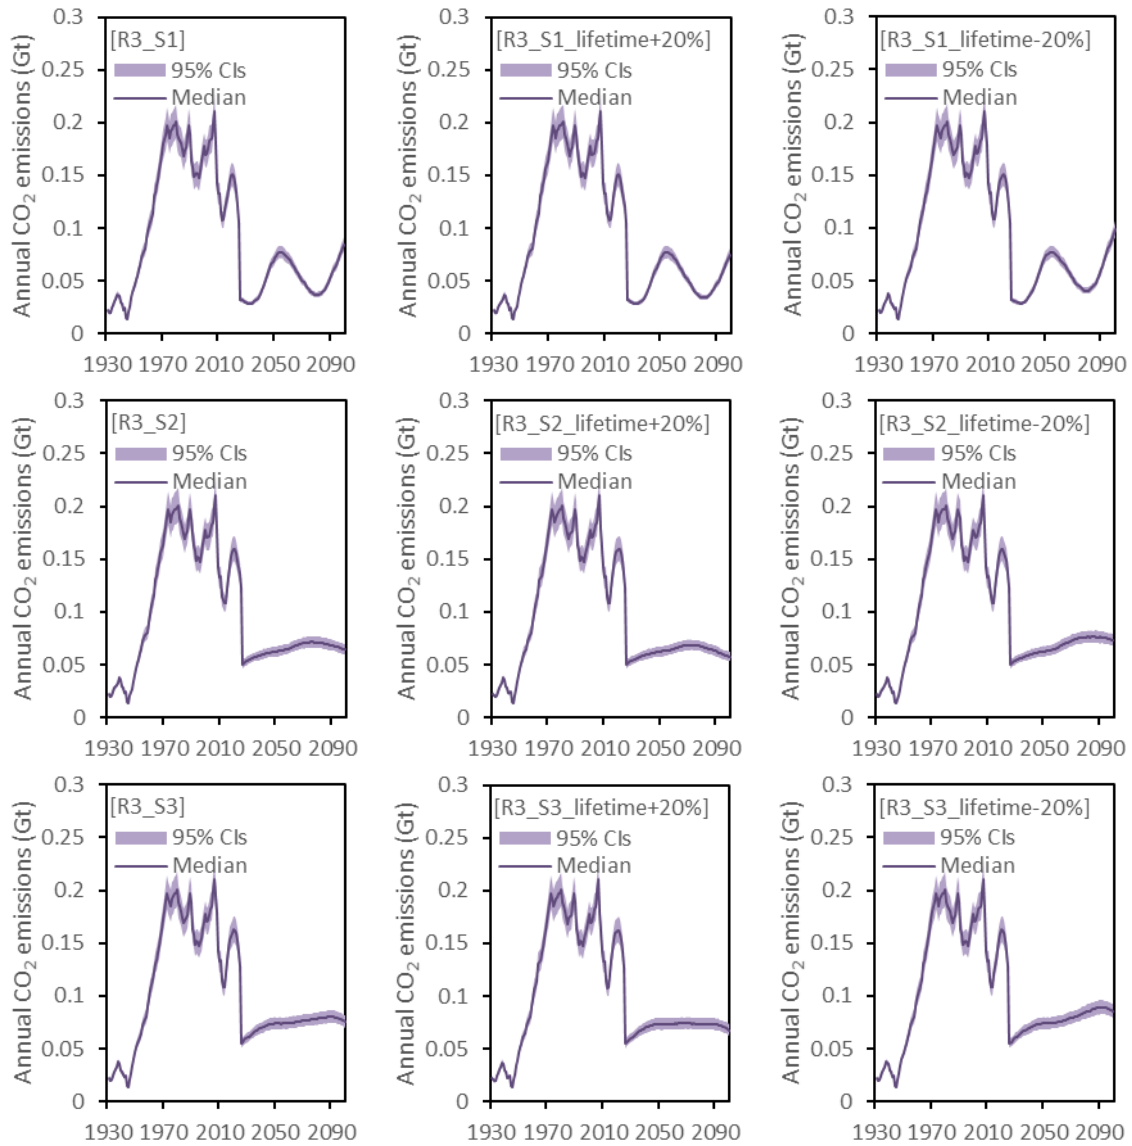 Annual CO₂ emissions (Gt)
0.3
0.25
0.2
0.15
0.1
0.05
0
[R3_S1]
95% CIs
Median
1930 1970 2010 2050 2090
Annual CO₂ emissions (Gt)
0.3
0.25
0.2
0.15
0.1
0.05
0
[R3_S1_lifetime+20%]
95% CIs
Median
1930 1970 2010 2050 2090
Annual CO₂ emissions (Gt)
0.3
0.25
0.2
0.15
0.1
0.05
0
[R3_S1_lifetime-20%]
95% CIs
Median
1930 1970 2010 2050 2090
Annual CO₂ emissions (Gt)
0.3
0.25
0.2
0.15
0.1
0.05
0
[R3_S2]
95% CIs
Median
1930 1970 2010 2050 2090
Annual CO₂ emissions (Gt)
0.3
0.25
0.2
0.15
0.1
0.05
0
[R3_S2_lifetime+20%]
95% CIs
Median
1930 1970 2010 2050 2090
Annual CO₂ emissions (Gt)
0.3
0.25
0.2
0.15
0.1
0.05
0
[R3_S2_lifetime-20%]
95% CIs
Median
1930 1970 2010 2050 2090
Annual CO₂ emissions (Gt)
0.3
0.25
0.2
0.15
0.1
0.05
0
[R3_S3]
95% CIs
Median
1930 1970 2010 2050 2090
Annual CO₂ emissions (Gt)
0.3
0.25
0.2
0.15
0.1
0.05
0
[R3_S3_lifetime+20%]
95% CIs
Median
1930 1970 2010 2050 2090
Annual CO₂ emissions (Gt)
0.3
0.25
0.2
0.15
0.1
0.05
0
[R3_S3_lifetime-20%]
95% CIs
Median
1930 1970 2010 2050 2090